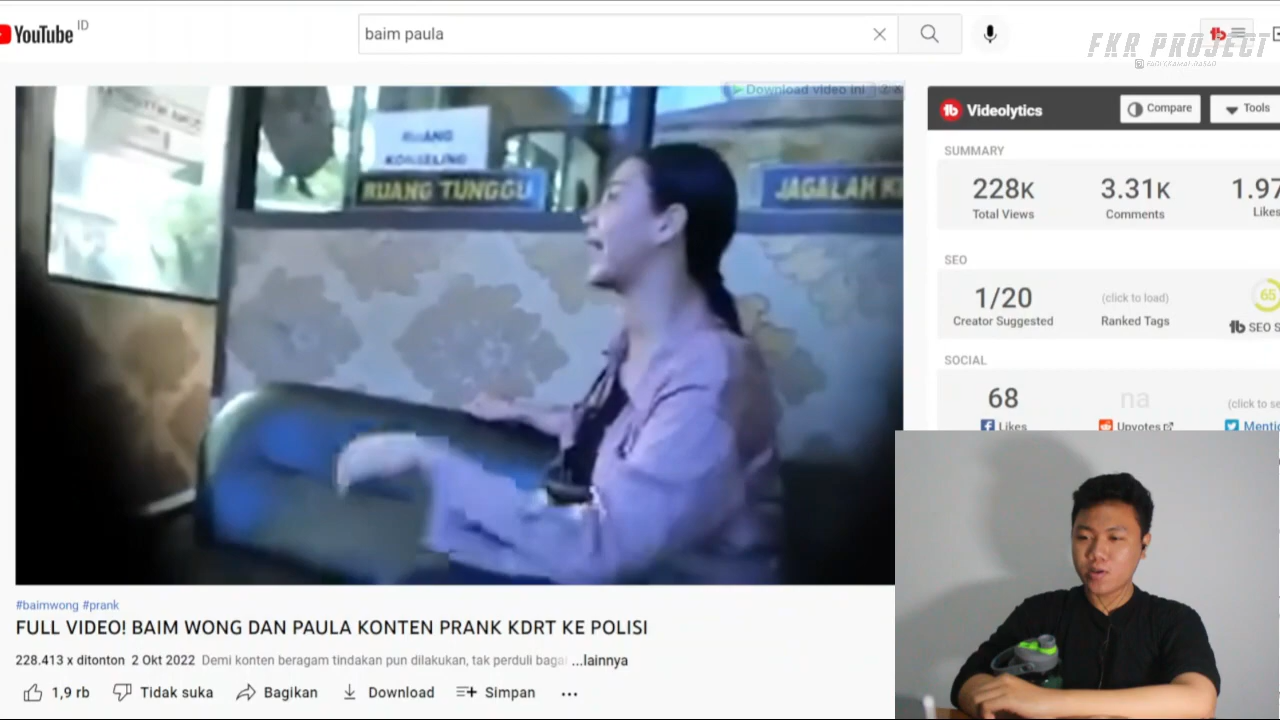 YouTube ID
baim paula
FKR PROJECT
Download video ini
RUANG
KONSELING
RUANG TUNGGU
JAGALAH
Videolytics
Compare
Tools
SUMMARY
228K
3.31K
1.97
Total Views
Comments
Likes
SEO
1/20
(click to load)
65
Creator Suggested
Ranked Tags
SEO S
SOCIAL
68
na
(click to se
Likes
Upvotes
Mentic
#baimwong #prank
FULL VIDEO! BAIM WONG DAN PAULA KONTEN PRANK KDRT KE POLISI
228.413 x ditonton 2 Okt 2022 Demi konten beragam tindakan pun dilakukan, tak perduli bagai ...lainnya
1,9 rb
Tidak suka
Bagikan
Download
Simpan